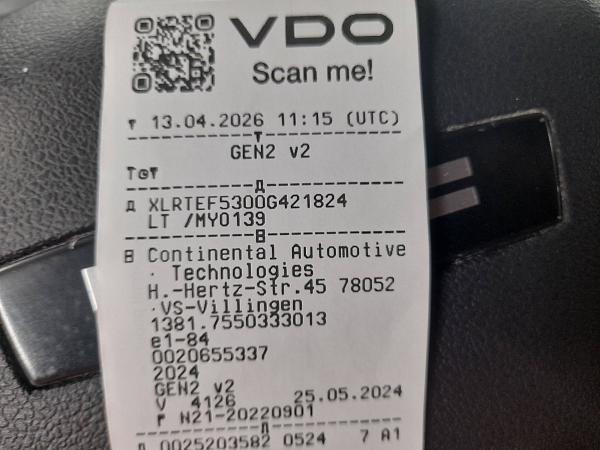 VDO
Scan me!
▼ 13.04.2026 11:15 (UTC)
GEN2 v2
XLRTEF5300G421824
LT /MY0139
Continental Automotive
· Technologies
H.-Hertz-Str.45 78052
·VS-Villingen
1381.7550333013
e1-84
0020655337
2024
GEN2 v2
V 4126 25.05.2024
N21-20220901
0025203582 0524 7 A1